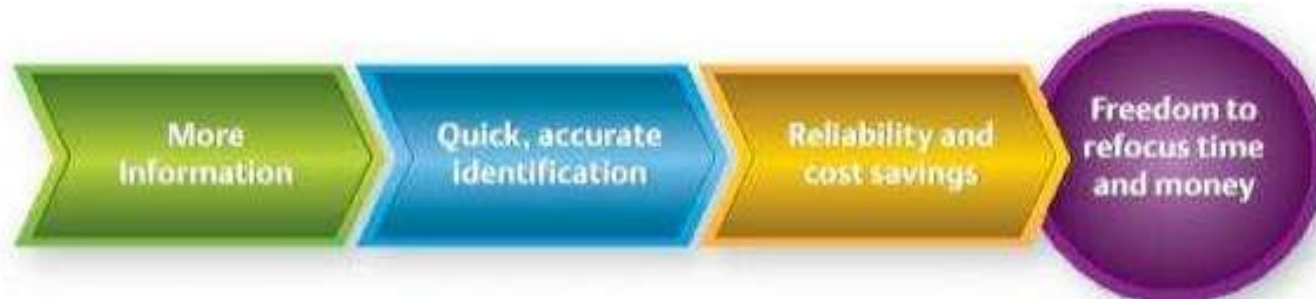 More
Information
Quick, accurate
identification
Reliability and
cost savings
Freedom to
refocus time
and money